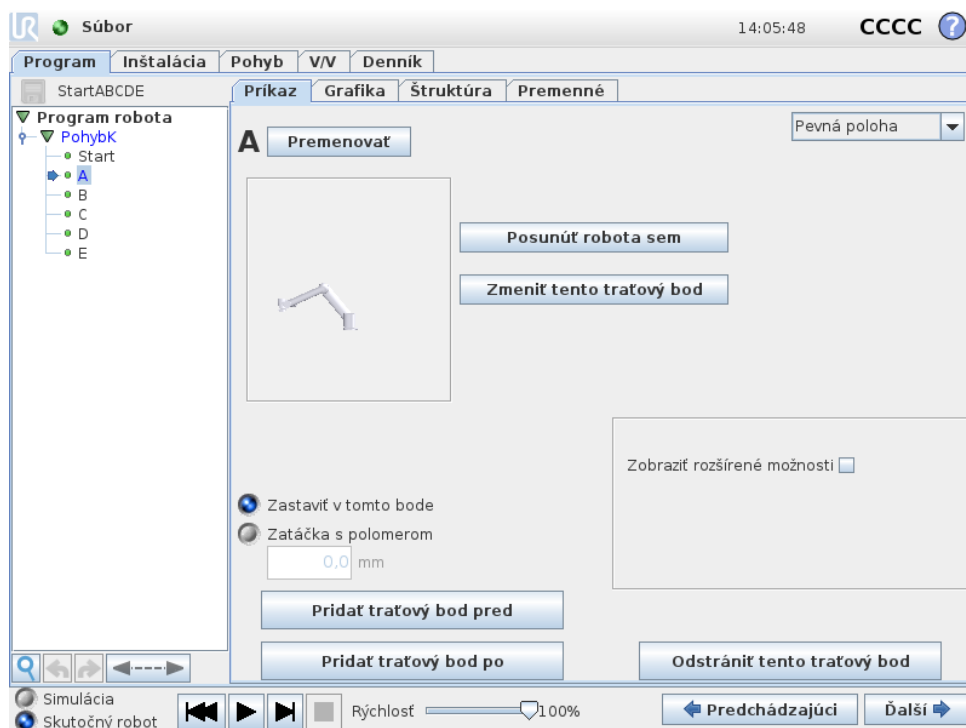 UR Súbor 14:05:48 CCCC ?
Program Inštalácia Pohyb V/V Denník
StartABCDE Príkaz Grafika Štruktúra Premenné
Program robota
PohybK
Start
A
B
C
D
E
A Premenovať Pevná poloha
Posunúť robota sem
Zmeniť tento traťový bod
Zobraziť rozšírené možnosti
Zastaviť v tomto bode
Zatáčka s polomerom
0,0 mm
Pridať traťový bod pred
Pridať traťový bod po Odstrániť tento traťový bod
Simulácia
Skutočný robot Rýchlosť 100% Predchádzajúci Ďalší